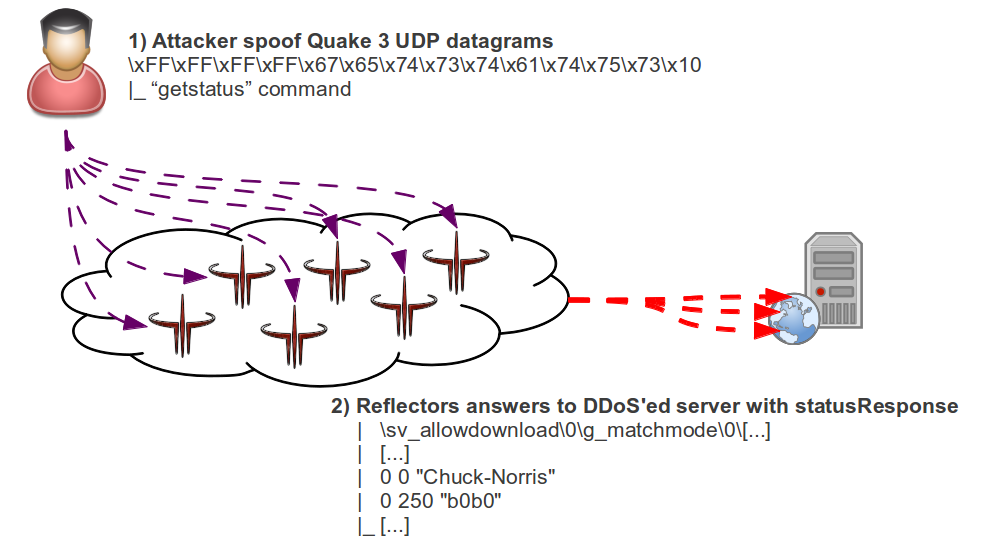 1) Attacker spoof Quake 3 UDP datagrams
\xFF\xFF\xFF\xFF\x67\x65\x74\x73\x74\x61\x74\x75\x73\x10
|_ “getstatus” command
2) Reflectors answers to DDoS'ed server with statusResponse
| \sv_allowdownload\0\g_matchmode\0\[...]
| [...]
| 0 0 "Chuck-Norris"
| 0 250 "b0b0"
|_ [...]